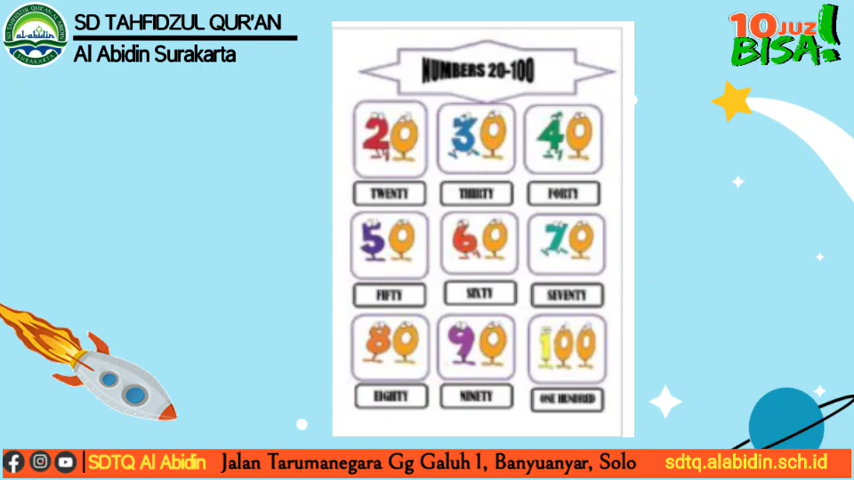 SD TAHFIDZUL QUR'AN
Al Abidin Surakarta
al-abidin
10 JUZ
BISA!
NUMBERS 20-100
20 30 40
TWENTY THIRTY FORTY
50 60 70
FIFTY SIXTY SEVENTY
80 90 100
EIGHTY NINETY ONE HUNDRED
SDTQ Al Abidin Jalan Tarumanegara Gg Galuh 1, Banyuanyar, Solo sdtq.alabidin.sch.id